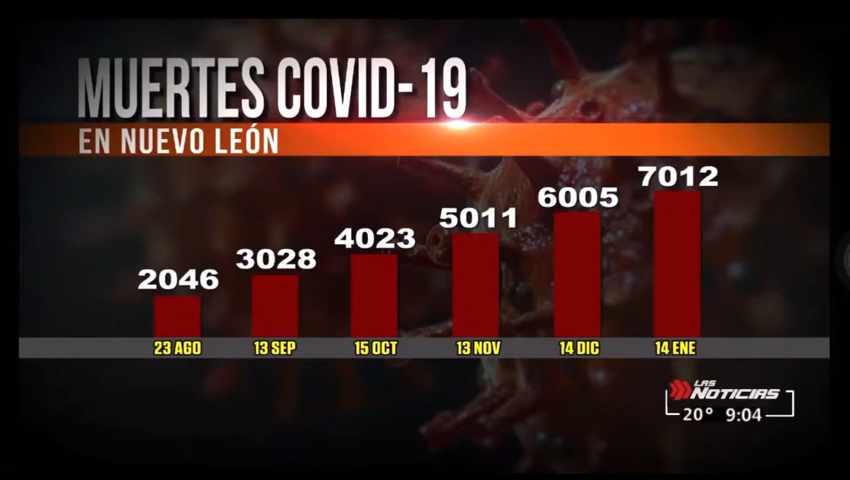 MUERTES COVID-19
EN NUEVO LEÓN
2046
3028
4023
5011
6005
7012
23 AGO
13 SEP
15 OCT
13 NOV
14 DIC
14 ENE
LAS
NOTICIAS
20° 9:04